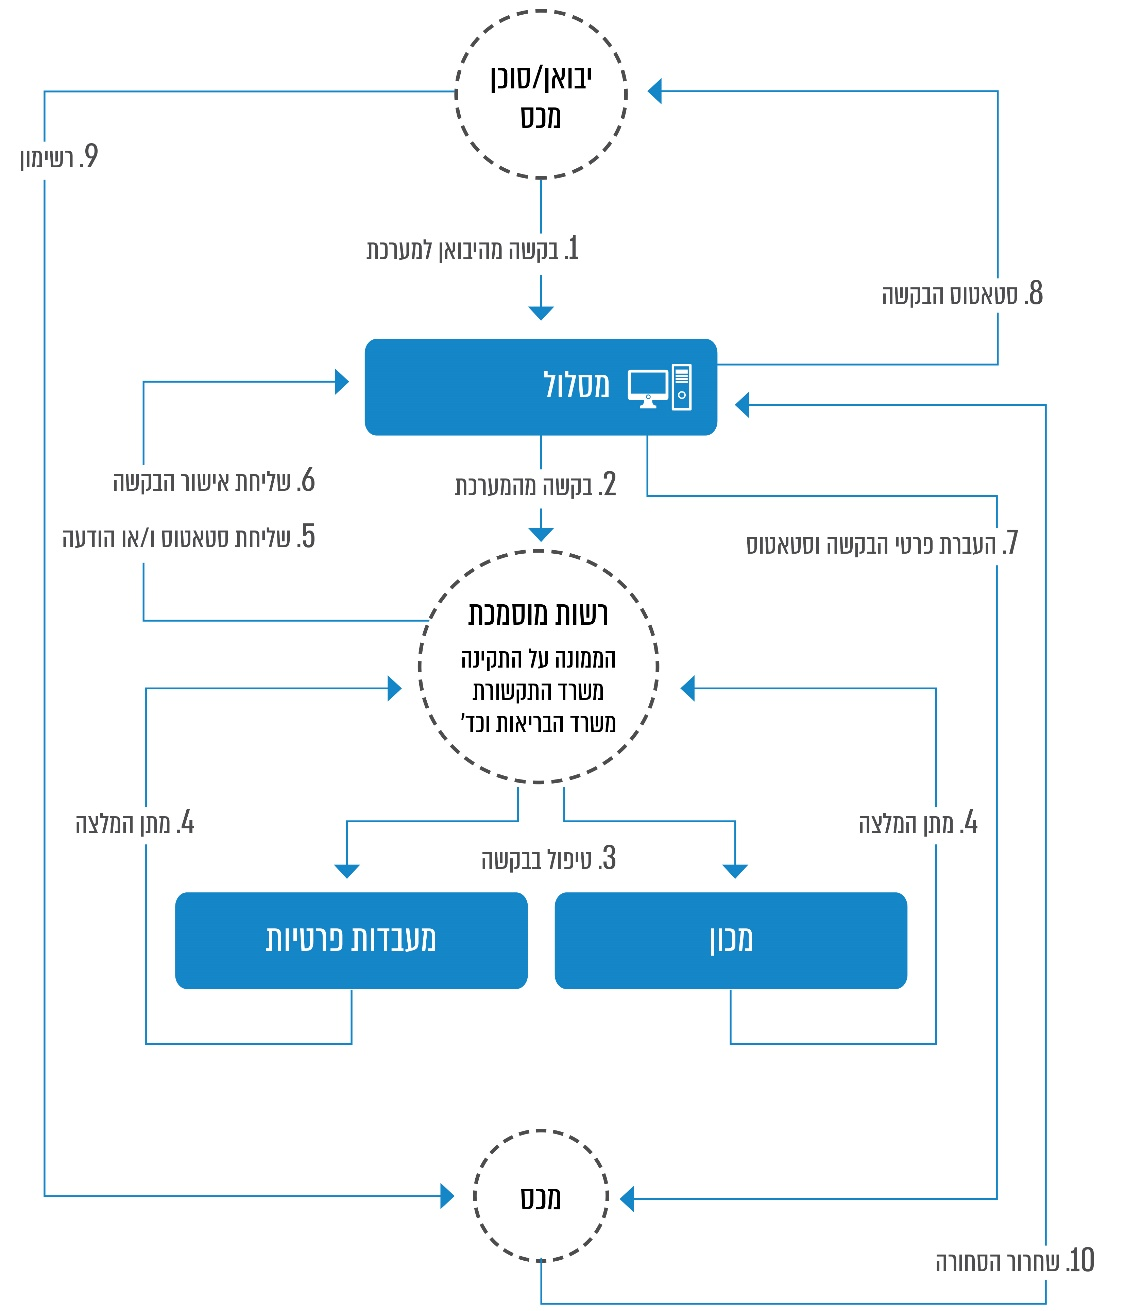 יבואן/סוכן
מכס
9. רשימון
1. בקשה מהיבואן למערכת
8. סטאטוס הבקשה
מסלול
6. שליחת אישור הבקשה
2. בקשה מהמערכת
5. שליחת סטאטוס ו/או הודעה
7. העברת פרטי הבקשה וסטאטוס
רשות מוסמכת
הממונה על התקינה
משרד התקשורת
משרד הבריאות וכד'
4. מתן המלצה
4. מתן המלצה
3. טיפול בבקשה
מכון
מעבדות פרטיות
מכס
10. שחרור הסחורה